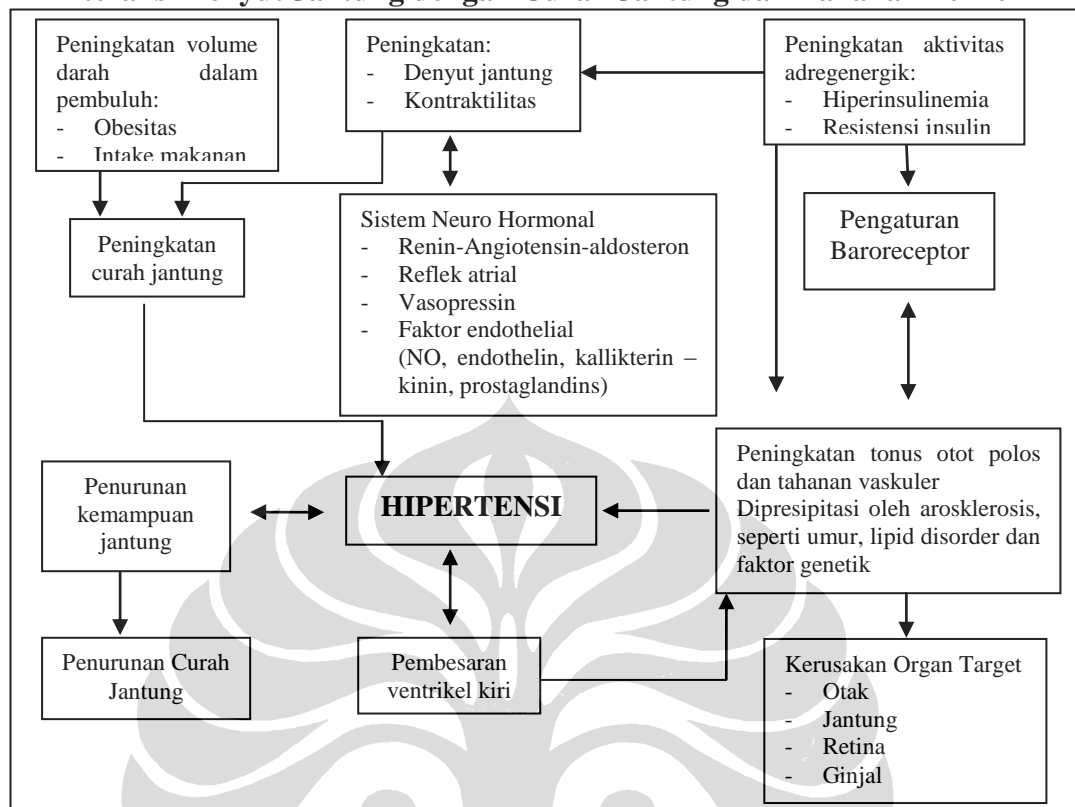 Peningkatan volume
darah dalam
pembuluh:
- Obesitas
- Intake makanan
Peningkatan:
- Denyut jantung
- Kontraktilitas
Peningkatan aktivitas
adregenergik:
- Hiperinsulinemia
- Resistensi insulin
Peningkatan
curah jantung
Sistem Neuro Hormonal
- Renin-Angiotensin-aldosteron
- Reflek atrial
- Vasopressin
- Faktor endothelial
(NO, endothelin, kallikterin –
kinin, prostaglandins)
Pengaturan
Baroreceptor
Penurunan
kemampuan
jantung
HIPERTENSI
Peningkatan tonus otot polos
dan tahanan vaskuler
Dipresipitasi oleh arosklerosis,
seperti umur, lipid disorder dan
faktor genetik
Penurunan Curah
Jantung
Pembesaran
ventrikel kiri
Kerusakan Organ Target
- Otak
- Jantung
- Retina
- Ginjal